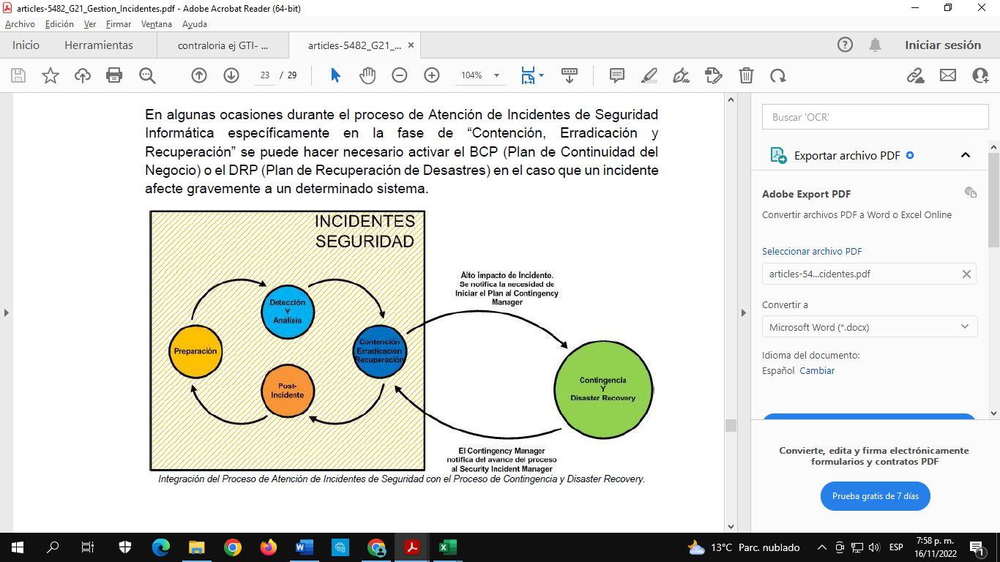 articles-5482_G21_Gestion_Incidentes.pdf - Adobe Acrobat Reader (64-bit)
Archivo Edición Ver Firmar Ventana Ayuda
Inicio Herramientas contraloria ej GTI- ... articles-5482_G21_... × Iniciar sesión
23 / 29 104%
En algunas ocasiones durante el proceso de Atención de Incidentes de Seguridad
Informática específicamente en la fase de “Contención, Erradicación y
Recuperación” se puede hacer necesario activar el BCP (Plan de Continuidad del
Negocio) o el DRP (Plan de Recuperación de Desastres) en el caso que un incidente
afecte gravemente a un determinado sistema.
INCIDENTES
SEGURIDAD
Alto impacto de Incidente.
Se notifica la necesidad de
Iniciar el Plan al Contingency
Manager
Detección
Y
Análisis
Preparación
Contención
Erradicación
Recuperación
Post-
Incidente
Contingencia
Y
Disaster Recovery
El Contingency Manager
notifica del avance del proceso
al Security Incident Manager
Integración del Proceso de Atención de Incidentes de Seguridad con el Proceso de Contingencia y Disaster Recovery.
Buscar 'OCR'
Exportar archivo PDF
Adobe Export PDF
Convertir archivos PDF a Word o Excel Online
Seleccionar archivo PDF
articles-54...cidentes.pdf
Convertir a
Microsoft Word (*.docx)
Idioma del documento:
Español Cambiar
Convierte, edita y firma electrónicamente
formularios y contratos PDF
Prueba gratis de 7 días
13°C Parc. nublado
ESP
7:58 p. m.
16/11/2022
1